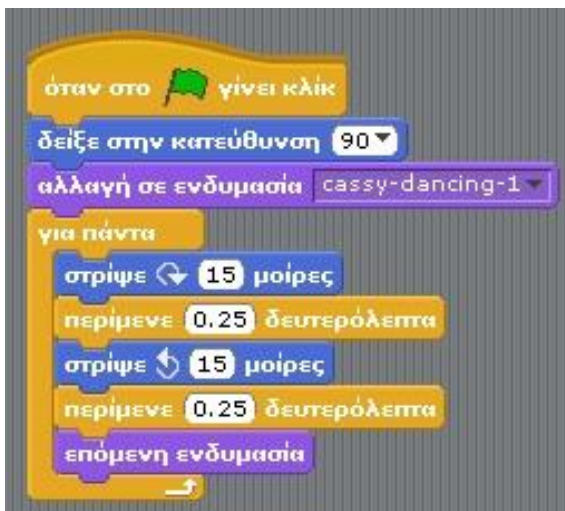 όταν στο γίνει κλίκ
δείξε στην κατεύθυνση 90
αλλαγή σε ενδυμασία cassy-dancing-1
για πάντα
στρίψε 15 μοίρες
περίμενε 0.25 δευτερόλεπτα
στρίψε 15 μοίρες
περίμενε 0.25 δευτερόλεπτα
επόμενη ενδυμασία